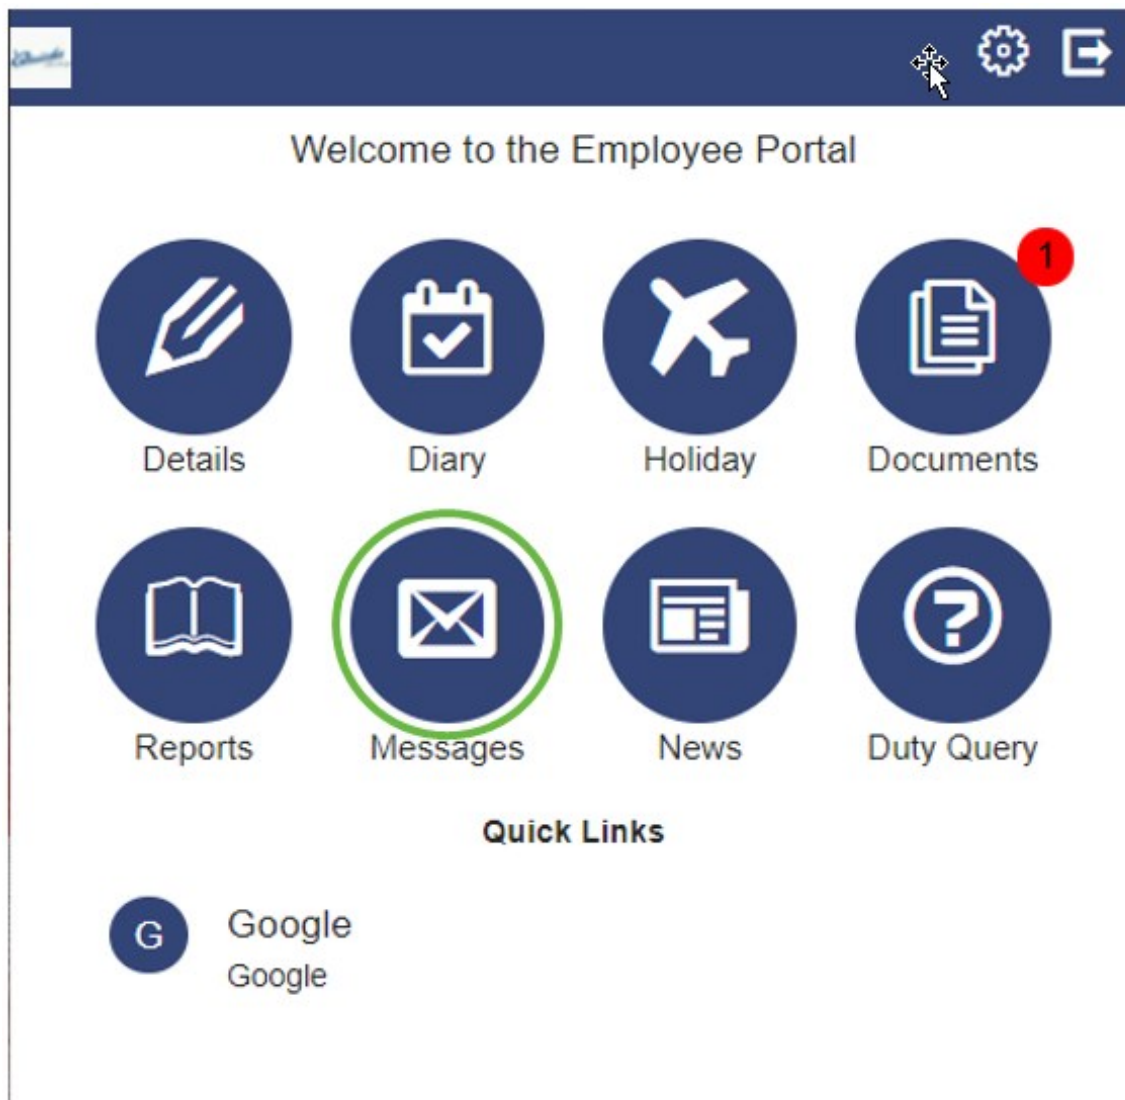 Welcome to the Employee Portal
1
Details Diary Holiday Documents
Reports Messages News Duty Query
Quick Links
G Google
Google